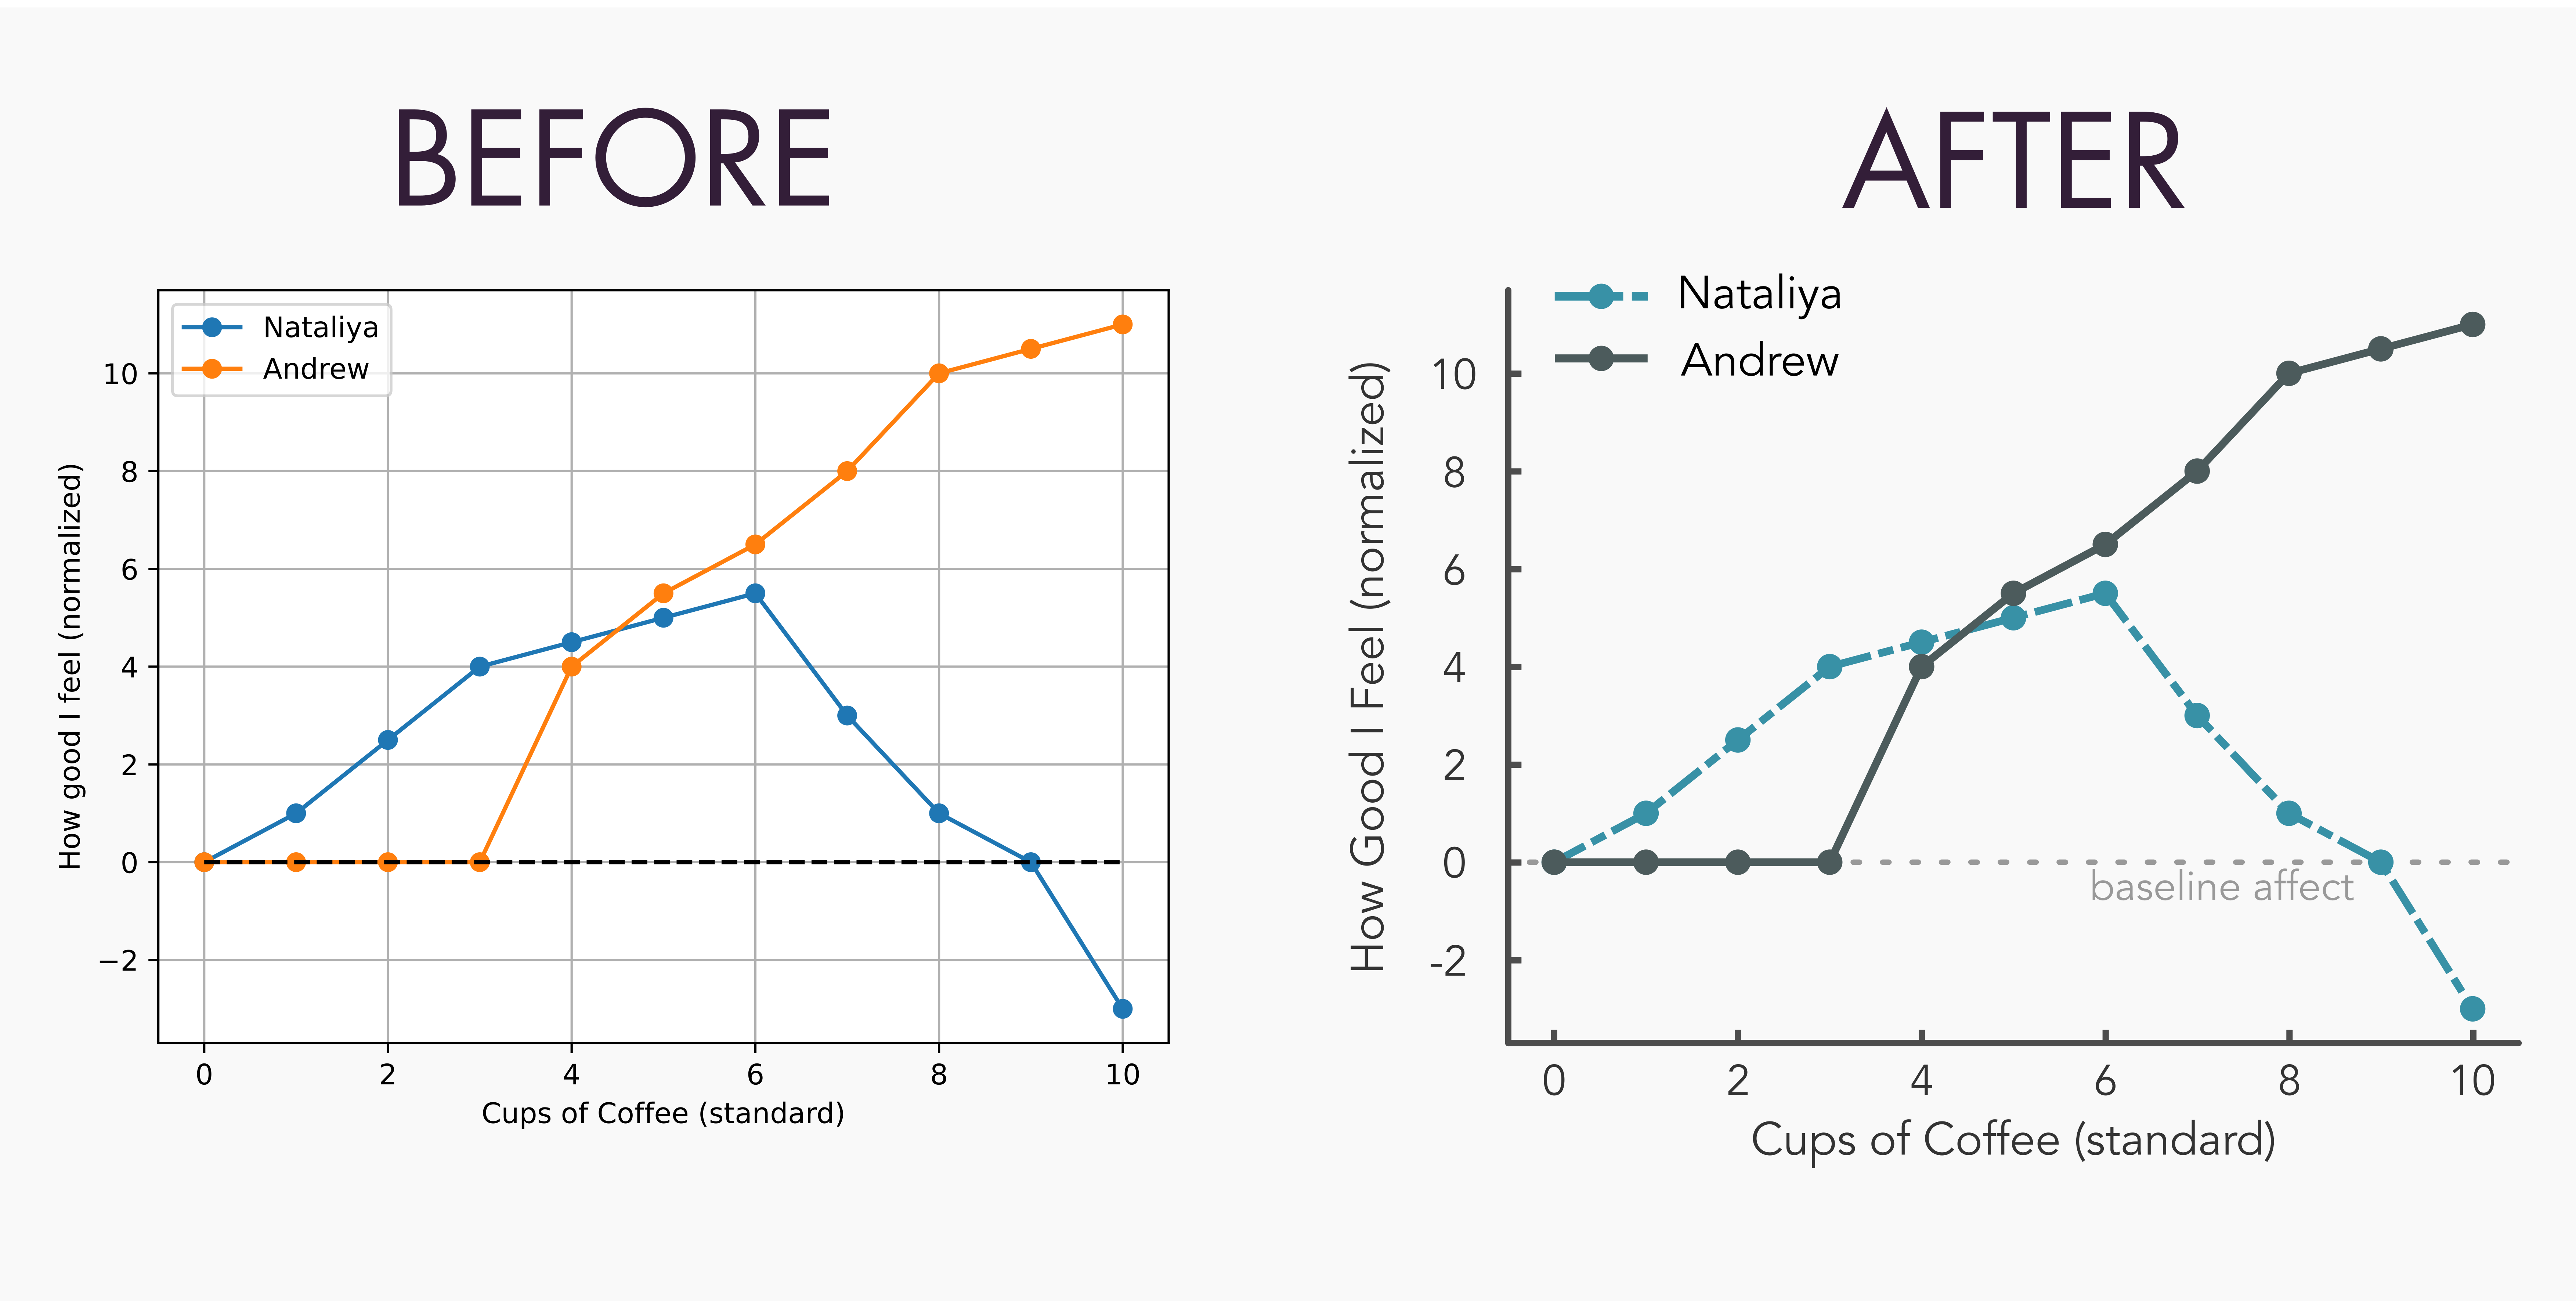 BEFORE
AFTER
Nataliya
Andrew
10
8
6
4
2
0
−2
How good I feel (normalized)
0 2 4 6 8 10
Cups of Coffee (standard)
Nataliya
Andrew
10
8
6
4
2
0
-2
How Good I Feel (normalized)
baseline affect
0 2 4 6 8 10
Cups of Coffee (standard)